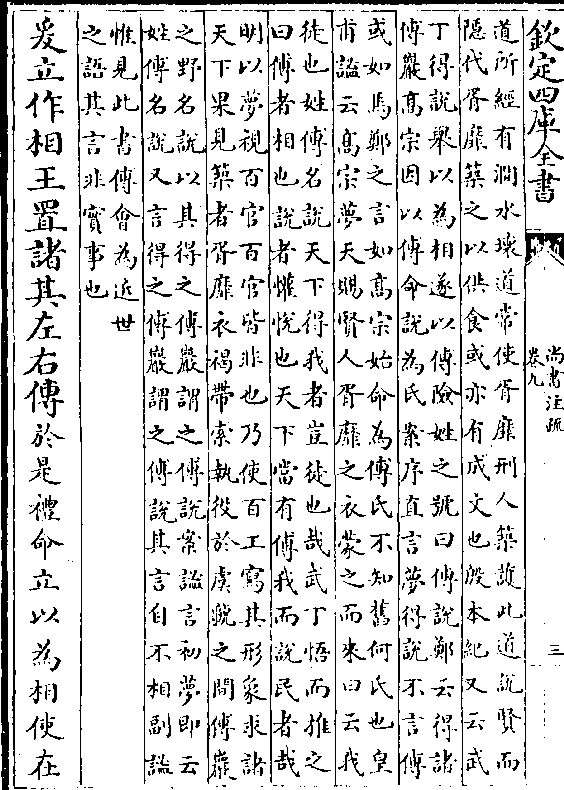 欽定四庫全書
尚書注疏
卷九
三
道所經有澗水壞道常使胥靡刑人築護此道說賢而
隱代胥靡築之以供食或亦有成文也殷本紀又云武
丁得說舉以為相遂以傅險姓之號曰傅說鄭云得諸
傅巖高宗因以傅命說為氏案序直言夢得說不言傅
或如馬鄭之言如高宗始命為傅氏不知舊何氏也皇
甫謐云高宗夢天賜賢人胥靡之衣蒙之而來曰云我
徒也姓傅名說天下得我者豈徒也哉武丁悟而推之
曰傅者相也說者懽悅也天下當有傅我而說民者哉
明以夢視百官百官皆非也乃使百工寫其形象求諸
天下果見築者胥靡衣褐帶索執役於虞虢之間傅巖
之野名說以其得之傅巖謂之傅說案謐言初夢即云
姓傅名說又言得之傅巖謂之傅說其言自不相副謐
惟見此書傅會為近世
之語其言非實事也
爰立作相王置諸其左右傳於是禮命立以為相使在